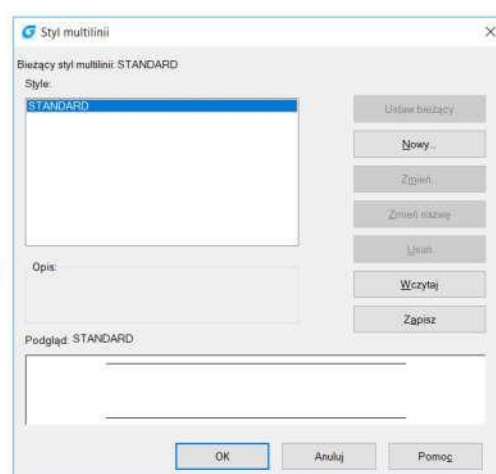 Styl multilinii
Bieżący styl multilinii: STANDARD
Style:
STANDARD
Ustaw bieżący
Nowy...
Zmień...
Zmień nazwę
Usuń
Opis:
Wczytaj
Zapisz
Podgląd: STANDARD
OK
Anuluj
Pomoc